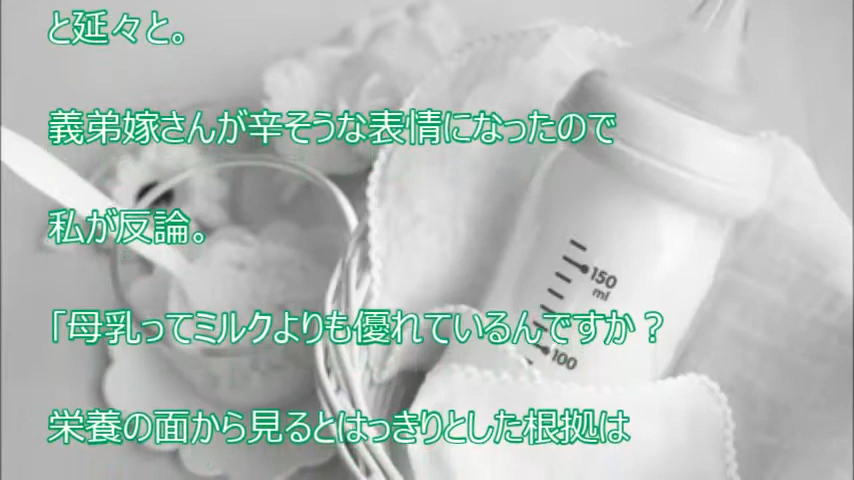 と延々と。
義弟嫁さんが辛そうな表情になったので
私が反論。
「母乳ってミルクよりも優れているんですか？
栄養の面から見るとはっきりとした根拠は
150
ml
100